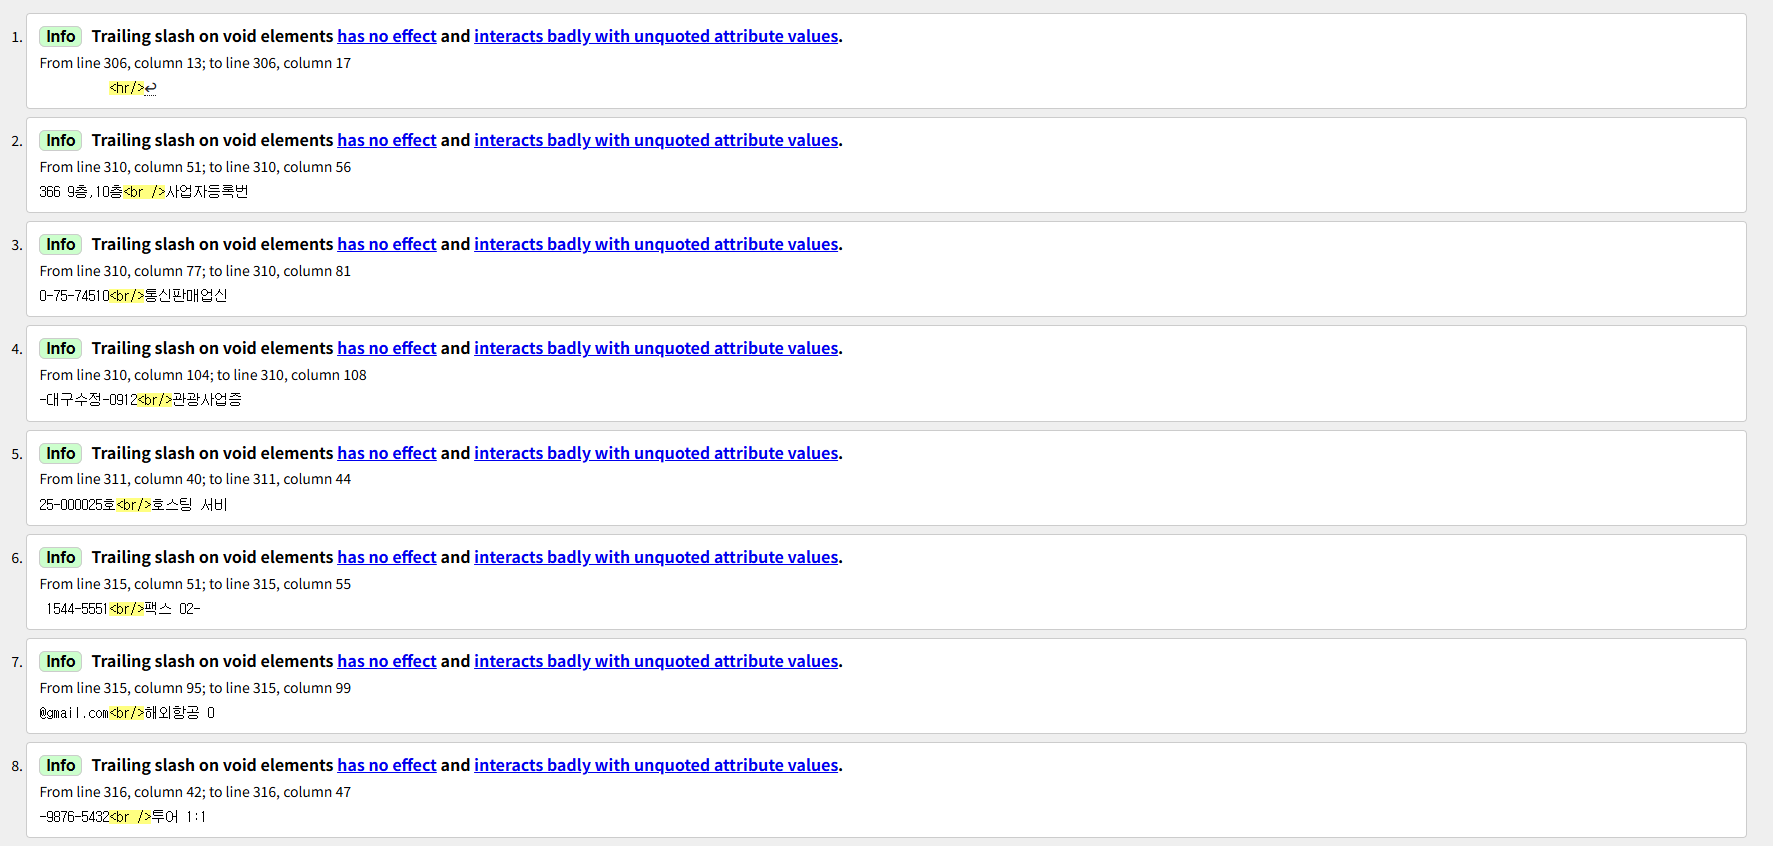 1. Info Trailing slash on void elements has no effect and interacts badly with unquoted attribute values.
From line 306, column 13; to line 306, column 17
<hr/>↩
2. Info Trailing slash on void elements has no effect and interacts badly with unquoted attribute values.
From line 310, column 51; to line 310, column 56
366 9층,10층<br />사업자등록번
3. Info Trailing slash on void elements has no effect and interacts badly with unquoted attribute values.
From line 310, column 77; to line 310, column 81
0-75-74510<br/>통신판매업신
4. Info Trailing slash on void elements has no effect and interacts badly with unquoted attribute values.
From line 310, column 104; to line 310, column 108
-대구수정-0912<br/>관광사업증
5. Info Trailing slash on void elements has no effect and interacts badly with unquoted attribute values.
From line 311, column 40; to line 311, column 44
25-000025호<br/>호스팅 서비
6. Info Trailing slash on void elements has no effect and interacts badly with unquoted attribute values.
From line 315, column 51; to line 315, column 55
1544-5551<br/>팩스 02-
7. Info Trailing slash on void elements has no effect and interacts badly with unquoted attribute values.
From line 315, column 95; to line 315, column 99
@gmail.com<br/>해외항공 0
8. Info Trailing slash on void elements has no effect and interacts badly with unquoted attribute values.
From line 316, column 42; to line 316, column 47
-9876-5432<br />투어 1:1